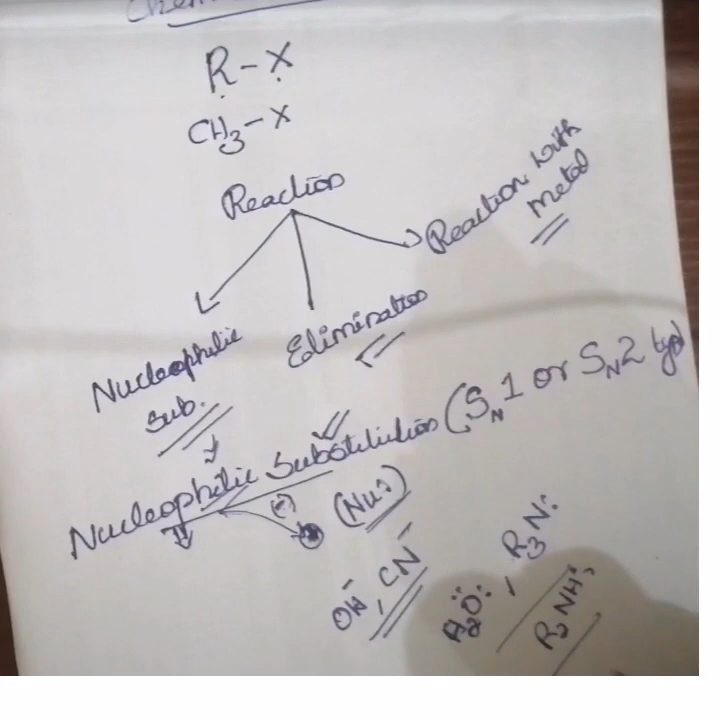 R-X
CH3-X
Reaction
Reaction with
metal
Nucleophilic
Sub.
Elimination
Nucleophilic Substitution (SN1 or SN2
(-) (Nu:)
OH-, CN-
H2O:, R3N:
R2NH: